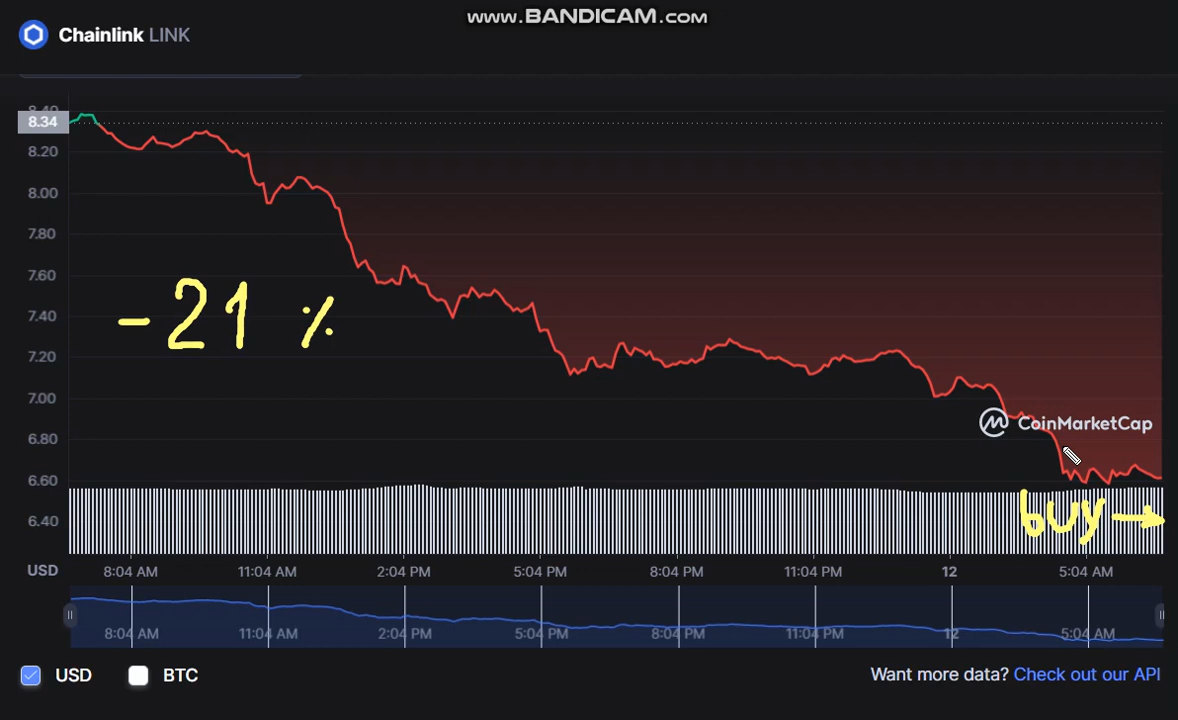 www.BANDICAM.com
Chainlink LINK
8.40
8.34
8.20
8.00
7.80
7.60
7.40
7.20
7.00
6.80
6.60
6.40
-21 %
CoinMarketCap
buy →
USD 8:04 AM 11:04 AM 2:04 PM 5:04 PM 8:04 PM 11:04 PM 12 5:04 AM
8:04 AM 11:04 AM 2:04 PM 5:04 PM 8:04 PM 11:04 PM 12 5:04 AM
USD BTC Want more data? Check out our API